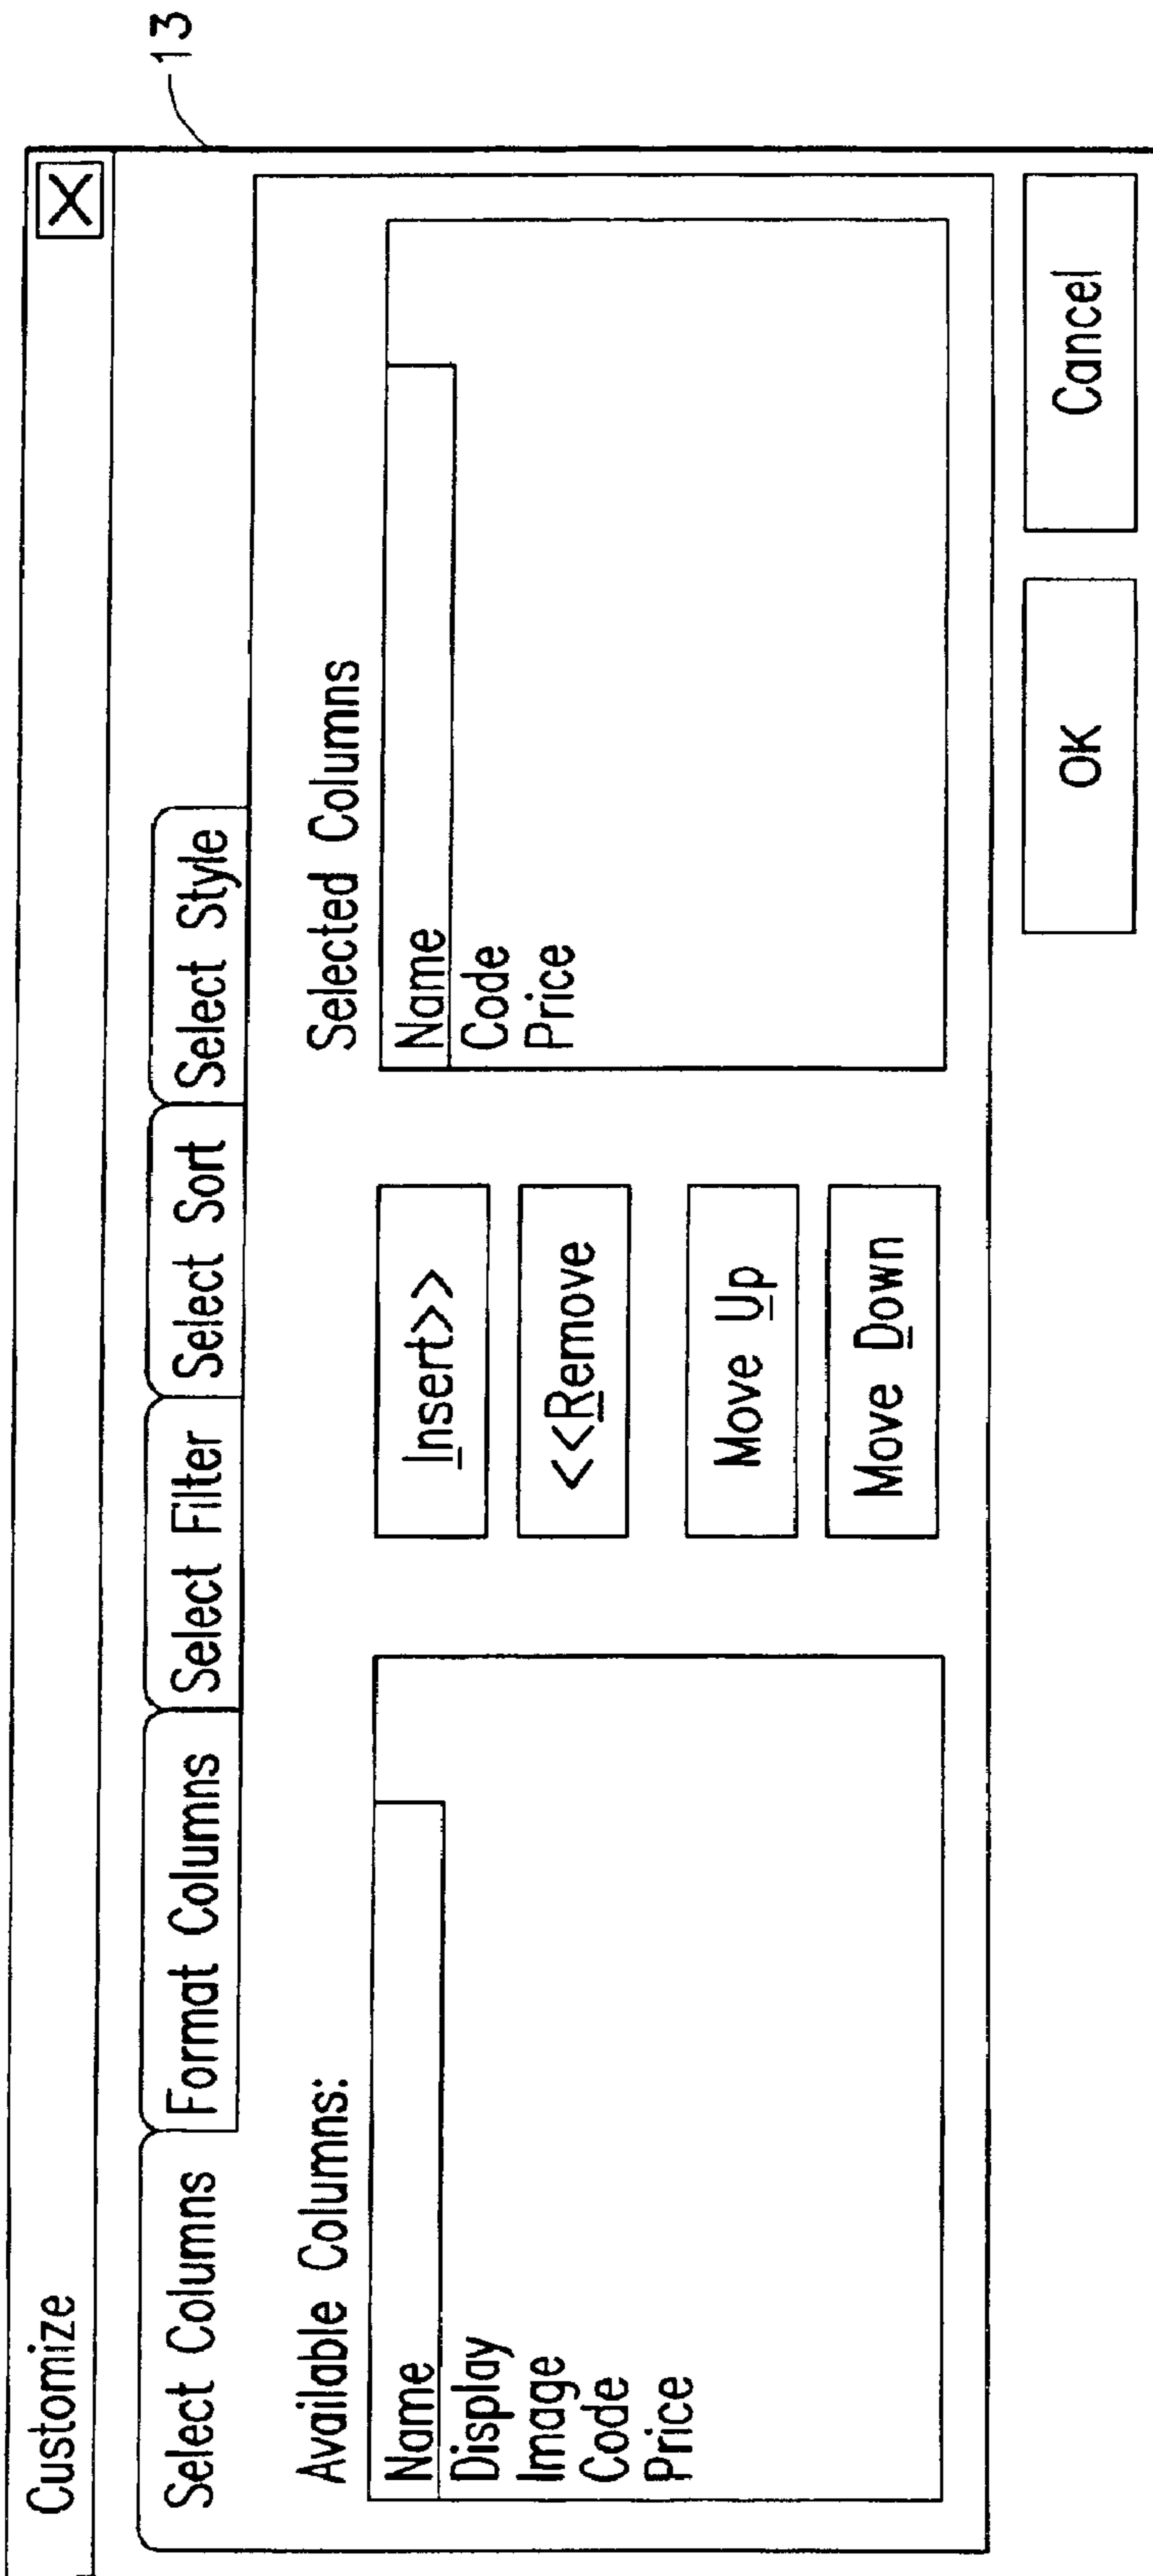 Customize
X
13
Select Columns
Format Columns
Select Filter
Select Sort
Select Style
Available Columns:
Name
Display
Image
Code
Price
Insert>>
<<Remove
Move Up
Move Down
Selected Columns
Name
Code
Price
OK
Cancel